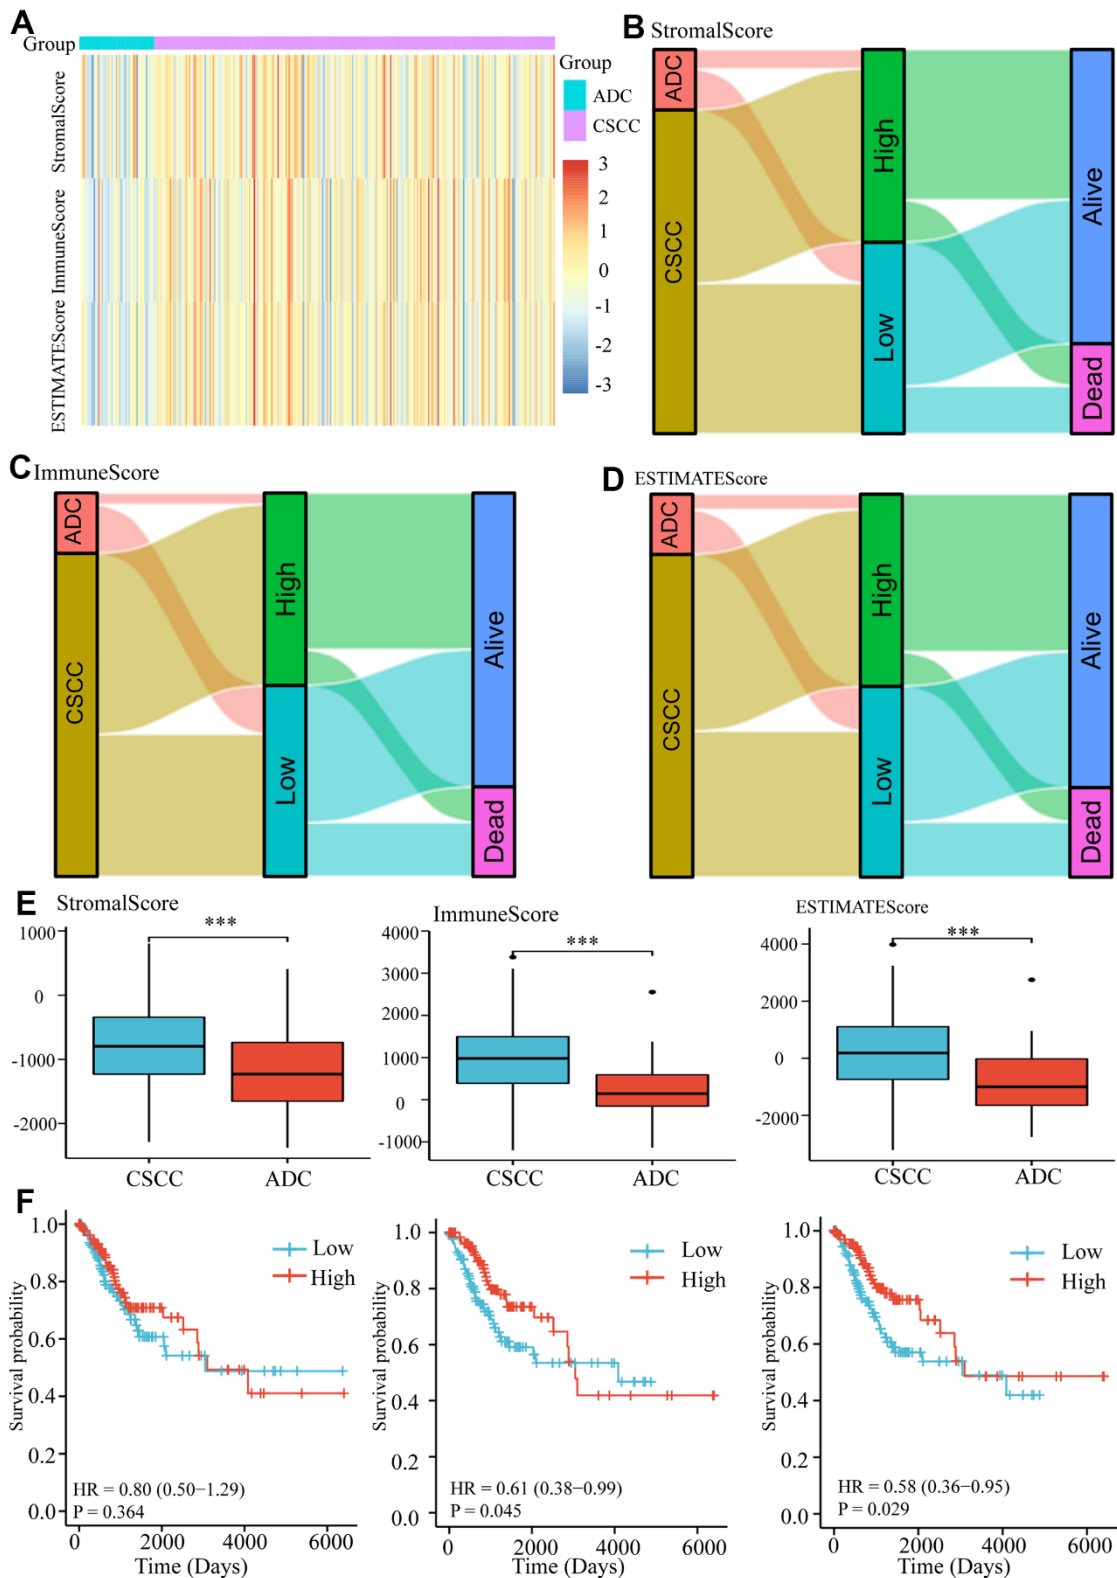 A
Group
StromalScore
ImmuneScore
ESTIMATEScore
Group
ADC
CSCC
3
2
1
0
-1
-2
-3
B StromalScore
ADC
CSCC
High
Low
Alive
Dead
C ImmuneScore
ADC
CSCC
High
Low
Alive
Dead
D ESTIMATEScore
ADC
CSCC
High
Low
Alive
Dead
E
StromalScore
***
1000
0
-1000
-2000
CSCC ADC
ImmuneScore
***
4000
3000
2000
1000
0
-1000
CSCC ADC
ESTIMATEScore
***
4000
2000
0
-2000
CSCC ADC
F
Survival probability
1.0
0.8
0.6
0.4
0.2
0.0
Low
High
HR = 0.80 (0.50−1.29)
P = 0.364
0 2000 4000 6000
Time (Days)
Survival probability
1.0
0.8
0.6
0.4
0.2
0.0
Low
High
HR = 0.61 (0.38−0.99)
P = 0.045
0 2000 4000 6000
Time (Days)
Survival probability
1.0
0.8
0.6
0.4
0.2
0.0
Low
High
HR = 0.58 (0.36−0.95)
P = 0.029
0 2000 4000 6000
Time (Days)